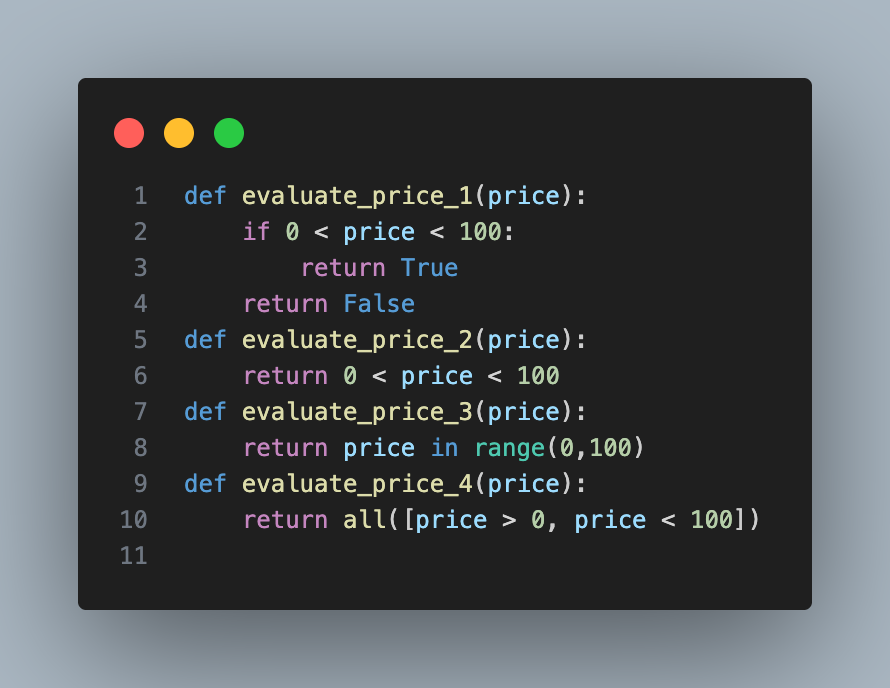 1 def evaluate_price_1(price):
2     if 0 < price < 100:
3         return True
4     return False
5 def evaluate_price_2(price):
6     return 0 < price < 100
7 def evaluate_price_3(price):
8     return price in range(0,100)
9 def evaluate_price_4(price):
10     return all([price > 0, price < 100])
11